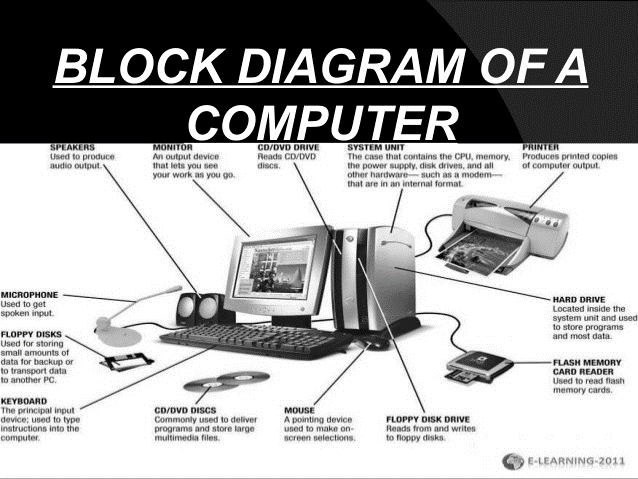 BLOCK DIAGRAM OF A
COMPUTER
SPEAKERS
Used to produce
audio output.
MONITOR
An output device
that lets you see
your work as you go.
CD/DVD DRIVE
Reads CD/DVD
discs.
SYSTEM UNIT
The case that contains the CPU, memory,
the power supply, disk drives, and all
other hardware— such as a modem—
that are in an internal format.
PRINTER
Produces printed copies
of computer output.
MICROPHONE
Used to get
spoken input.
FLOPPY DISKS
Used for storing
small amounts of
data for backup or
to transport data
to another PC.
KEYBOARD
The principal input
device; used to type
instructions into the
computer.
CD/DVD DISCS
Commonly used to deliver
programs and store large
multimedia files.
MOUSE
A pointing device
used to make on-
screen selections.
FLOPPY DISK DRIVE
Reads from and writes
to floppy disks.
HARD DRIVE
Located inside the
system unit and used
to store programs
and most data.
FLASH MEMORY
CARD READER
Used to read flash
memory cards.
E-LEARNING-2011